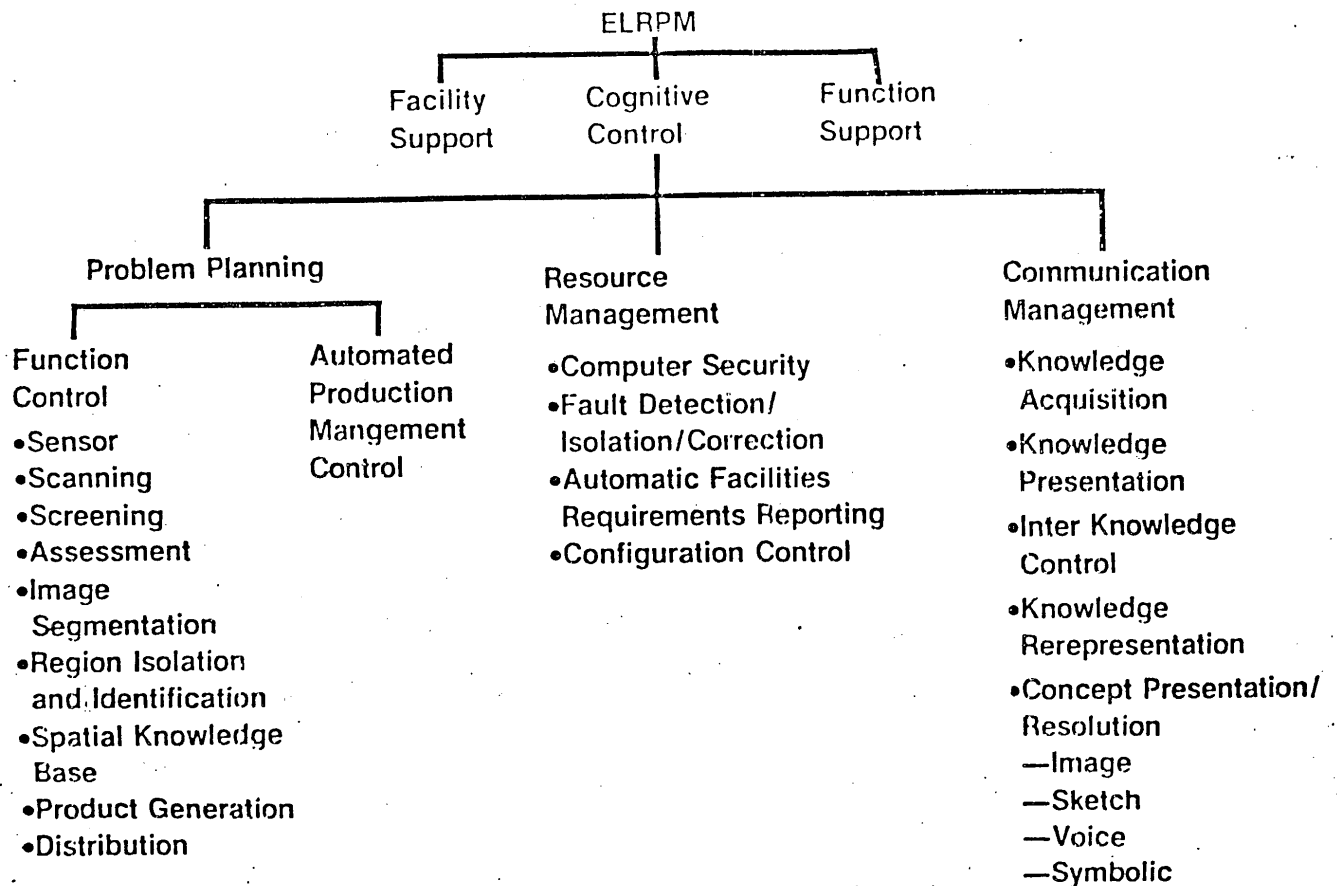 ELRPM
Facility
Support
Cognitive
Control
Function
Support
Problem Planning
Function
Control
•Sensor
•Scanning
•Screening
•Assessment
•Image
Segmentation
•Region Isolation
and Identification
•Spatial Knowledge
Base
•Product Generation
•Distribution
Automated
Production
Mangement
Control
Resource
Management
•Computer Security
•Fault Detection/
Isolation/Correction
•Automatic Facilities
Requirements Reporting
•Configuration Control
Communication
Management
•Knowledge
Acquisition
•Knowledge
Presentation
•Inter Knowledge
Control
•Knowledge
Rerepresentation
•Concept Presentation/
Resolution
—Image
—Sketch
—Voice
—Symbolic